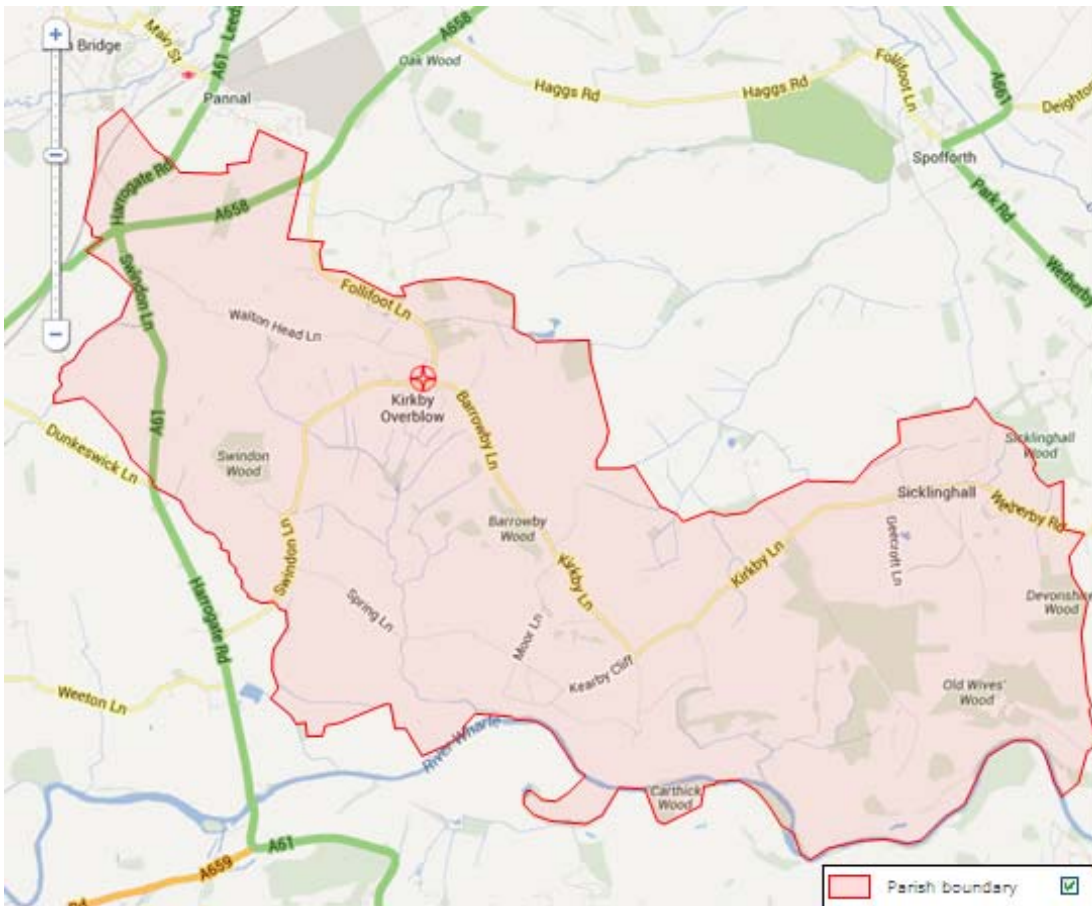 Bridge
Main St
A61
Leeds
A658
Oak Wood
Pannal
Haggs Rd
Haggs Rd
Follifoot Ln
A661
Deighton
Spofforth
Park Rd
Wetherby
Harrogate Rd
A658
Swindon Ln
Follifoot Ln
Walton Head Ln
Kirkby
Overblow
Barrowby Ln
A61
Dunkeswick Ln
Swindon
Wood
Sicklinghall
Wood
Sicklinghall
Wetherby Rd
Barrowby
Wood
Swindon Ln
Kirkby Ln
Kirkby Ln
Deercroft Ln
Devonshire
Wood
Harrogate Rd
Spring Ln
Moor Ln
Kearby Cliff
Old Wives'
Wood
Weeton Ln
River Wharfe
Carthick
Wood
A61
A659
Rd
Parish boundary